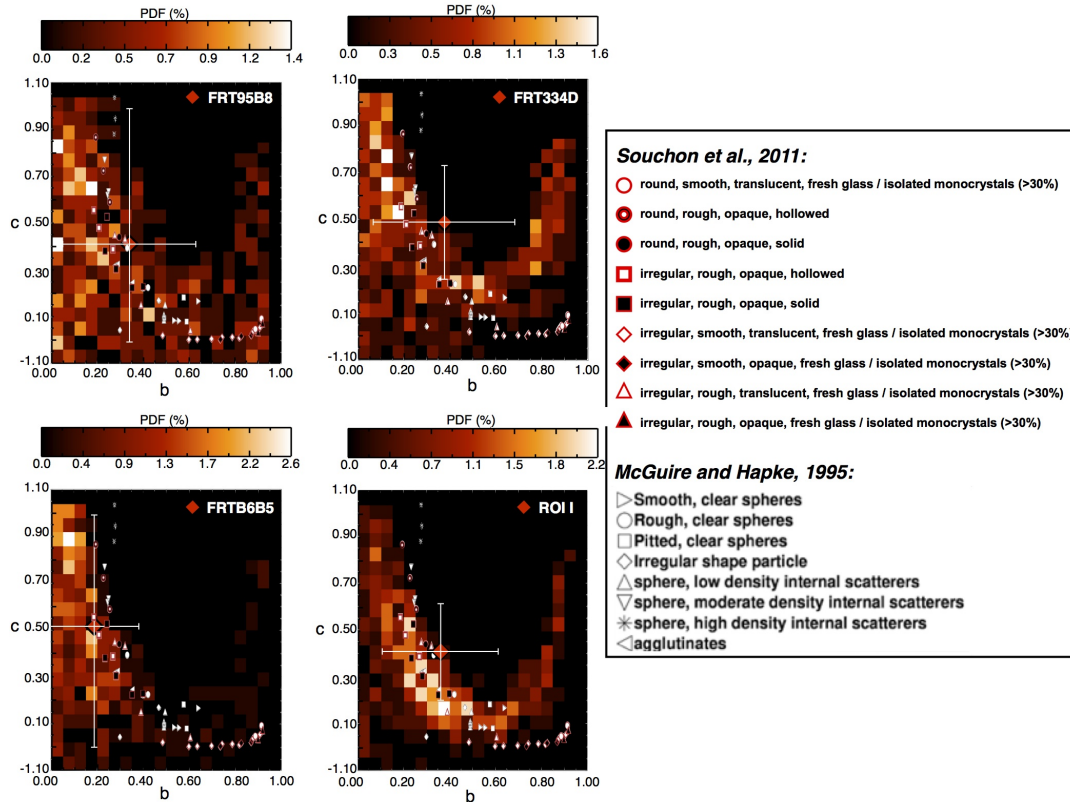 PDF (%)
0.0 0.2 0.5 0.7 0.9 1.2 1.4
1.10
0.90
0.70
c 0.50
0.30
0.10
-1.10
0.00 0.20 0.40 0.60 0.80 1.00
b
FRT95B8
PDF (%)
0.0 0.3 0.5 0.8 1.1 1.3 1.6
1.10
0.90
0.70
c 0.50
0.30
0.10
-1.10
0.00 0.20 0.40 0.60 0.80 1.00
b
FRT334D
PDF (%)
0.0 0.4 0.9 1.3 1.7 2.2 2.6
1.10
0.90
0.70
c 0.50
0.30
0.10
-1.10
0.00 0.20 0.40 0.60 0.80 1.00
b
FRTB6B5
PDF (%)
0.0 0.4 0.7 1.1 1.5 1.8 2.2
1.10
0.90
0.70
c 0.50
0.30
0.10
-1.10
0.00 0.20 0.40 0.60 0.80 1.00
b
ROI I
Souchon et al., 2011:
round, smooth, translucent, fresh glass / isolated monocrystals (>30%)
round, rough, opaque, hollowed
round, rough, opaque, solid
irregular, rough, opaque, hollowed
irregular, rough, opaque, solid
irregular, smooth, translucent, fresh glass / isolated monocrystals (>30%)
irregular, smooth, opaque, fresh glass / isolated monocrystals (>30%)
irregular, rough, translucent, fresh glass / isolated monocrystals (>30%)
irregular, rough, opaque, fresh glass / isolated monocrystals (>30%)
McGuire and Hapke, 1995:
Smooth, clear spheres
Rough, clear spheres
Pitted, clear spheres
Irregular shape particle
sphere, low density internal scatterers
sphere, moderate density internal scatterers
sphere, high density internal scatterers
agglutinates